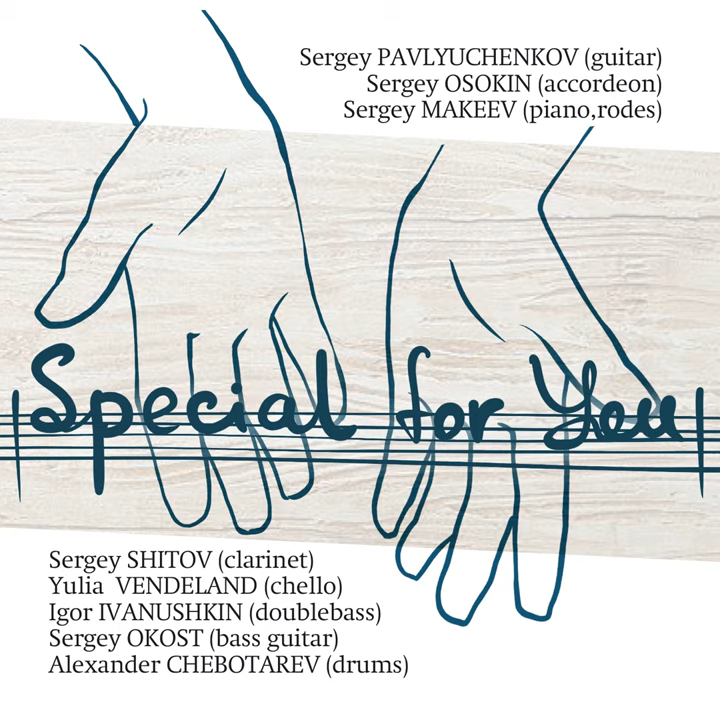 Sergey PAVLYUCHENKOV (guitar)
Sergey OSOKIN (accordeon)
Sergey MAKEEV (piano,rodes)
Special for You
Sergey SHITOV (clarinet)
Yulia VENDELAND (chello)
Igor IVANUSHKIN (doublebass)
Sergey OKOST (bass guitar)
Alexander CHEBOTAREV (drums)